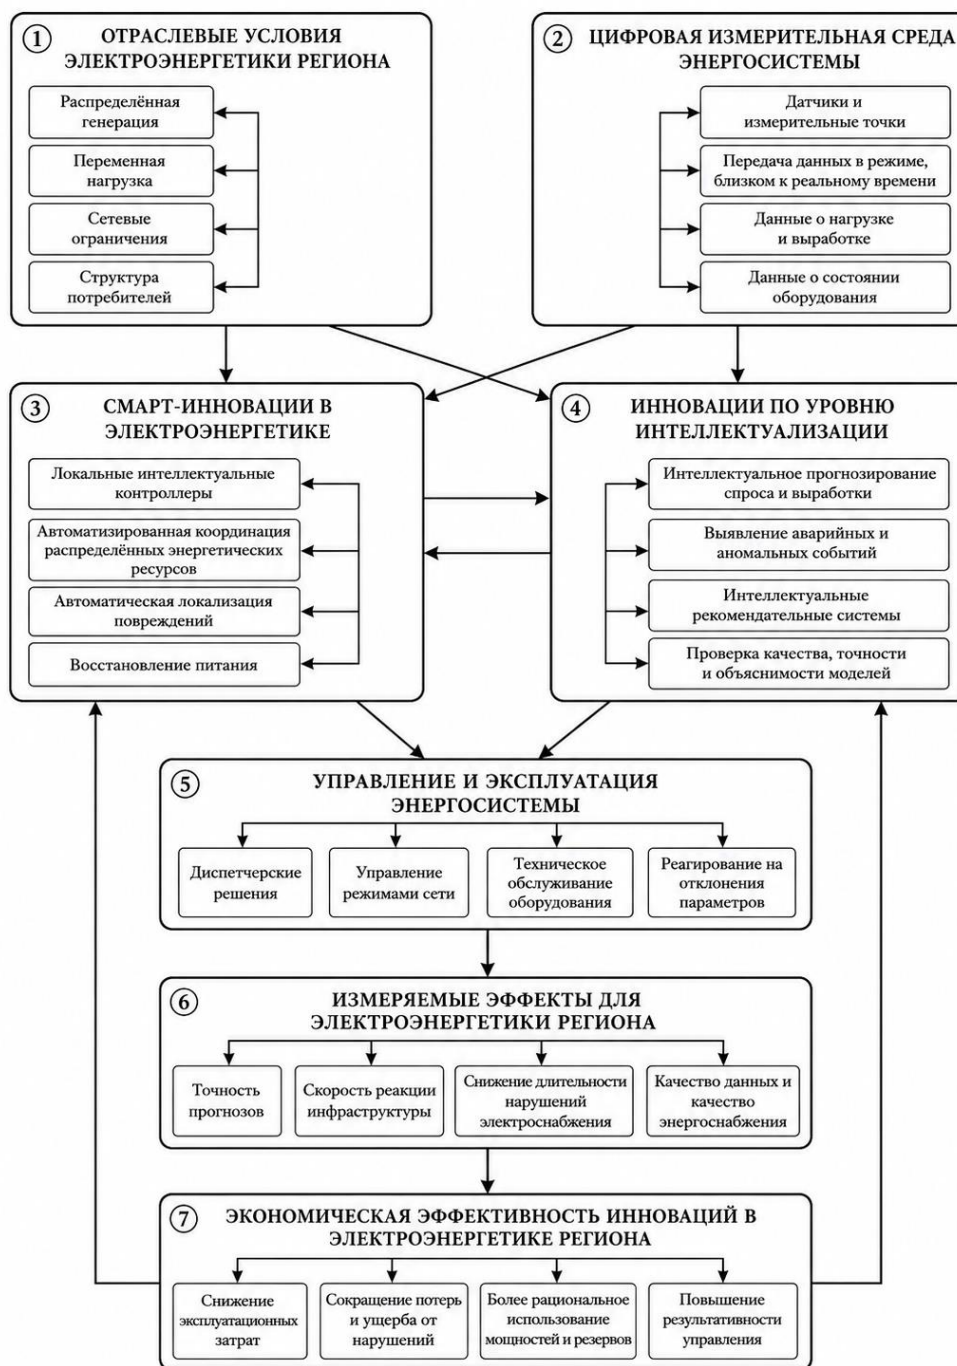 1
ОТРАСЛЕВЫЕ УСЛОВИЯ
ЭЛЕКТРОЭНЕРГЕТИКИ РЕГИОНА
Распределённая
генерация
Переменная
нагрузка
Сетевые
ограничения
Структура
потребителей
2
ЦИФРОВАЯ ИЗМЕРИТЕЛЬНАЯ СРЕДА
ЭНЕРГОСИСТЕМЫ
Датчики и
измерительные точки
Передача данных в режиме,
близком к реальному времени
Данные о нагрузке
и выработке
Данные о состоянии
оборудования
3
СМАРТ-ИННОВАЦИИ В
ЭЛЕКТРОЭНЕРГЕТИКЕ
Локальные интеллектуальные
контроллеры
Автоматизированная координация
распределённых энергетических
ресурсов
Автоматическая локализация
повреждений
Восстановление питания
4
ИННОВАЦИИ ПО УРОВНЮ
ИНТЕЛЛЕКТУАЛИЗАЦИИ
Интеллектуальное прогнозирование
спроса и выработки
Выявление аварийных и
аномальных событий
Интеллектуальные
рекомендательные системы
Проверка качества, точности
и объяснимости моделей
5
УПРАВЛЕНИЕ И ЭКСПЛУАТАЦИЯ
ЭНЕРГОСИСТЕМЫ
Диспетчерские
решения
Управление
режимами сети
Техническое
обслуживание
оборудования
Реагирование на
отклонения
параметров
6
ИЗМЕРЯЕМЫЕ ЭФФЕКТЫ ДЛЯ
ЭЛЕКТРОЭНЕРГЕТИКИ РЕГИОНА
Точность
прогнозов
Скорость реакции
инфраструктуры
Снижение длительности
нарушений
электроснабжения
Качество данных и
качество
энергоснабжения
7
ЭКОНОМИЧЕСКАЯ ЭФФЕКТИВНОСТЬ ИННОВАЦИЙ В
ЭЛЕКТРОЭНЕРГЕТИКЕ РЕГИОНА
Снижение
эксплуатационных
затрат
Сокращение потерь
и ущерба от
нарушений
Более рациональное
использование
мощностей и резервов
Повышение
результативности
управления